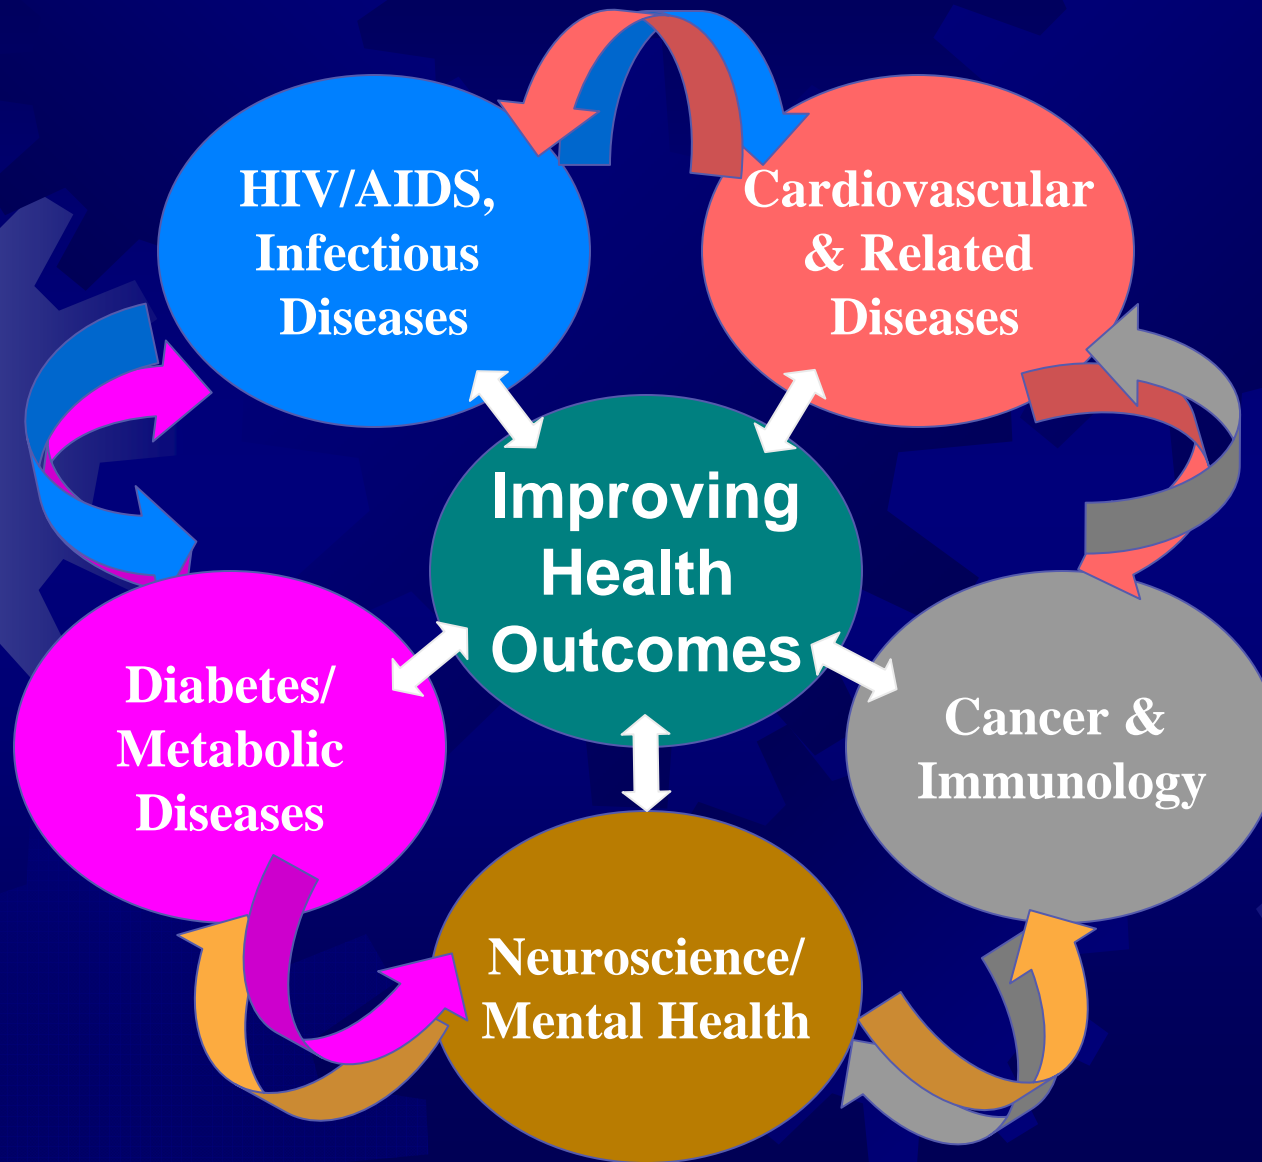 HIV/AIDS,
Infectious
Diseases
Cardiovascular
& Related
Diseases
Improving
Health
Outcomes
Diabetes/
Metabolic
Diseases
Cancer &
Immunology
Neuroscience/
Mental Health